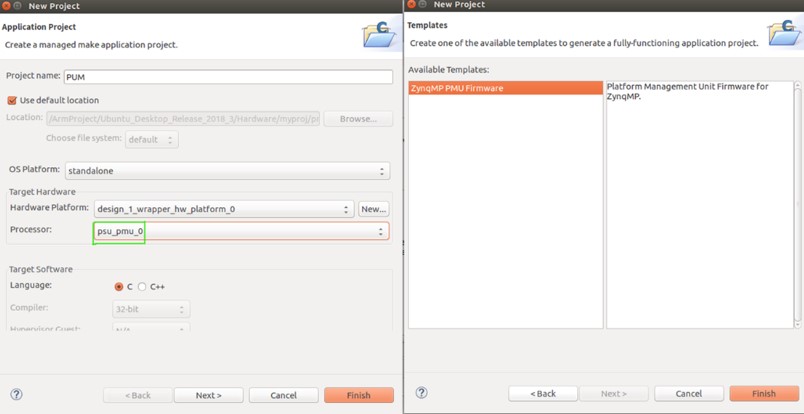 New Project
Application Project
Create a managed make application project.
Project name: PUM
Use default location
Location: /ArmProject/Ubuntu_Desktop_Release_2018_3/Hardware/myproj/pr Browse...
Choose file system: default
OS Platform: standalone
Target Hardware
Hardware Platform: design_1_wrapper_hw_platform_0 New...
Processor: psu_pmu_0
Target Software
Language: C C++
Compiler: 32-bit
Hypervisor Guest: N/A
? < Back Next > Cancel Finish
New Project
Templates
Create one of the available templates to generate a fully-functioning application project.
Available Templates:
ZynqMP PMU Firmware
Platform Management Unit Firmware for
ZynqMP.
? < Back Next > Cancel Finish